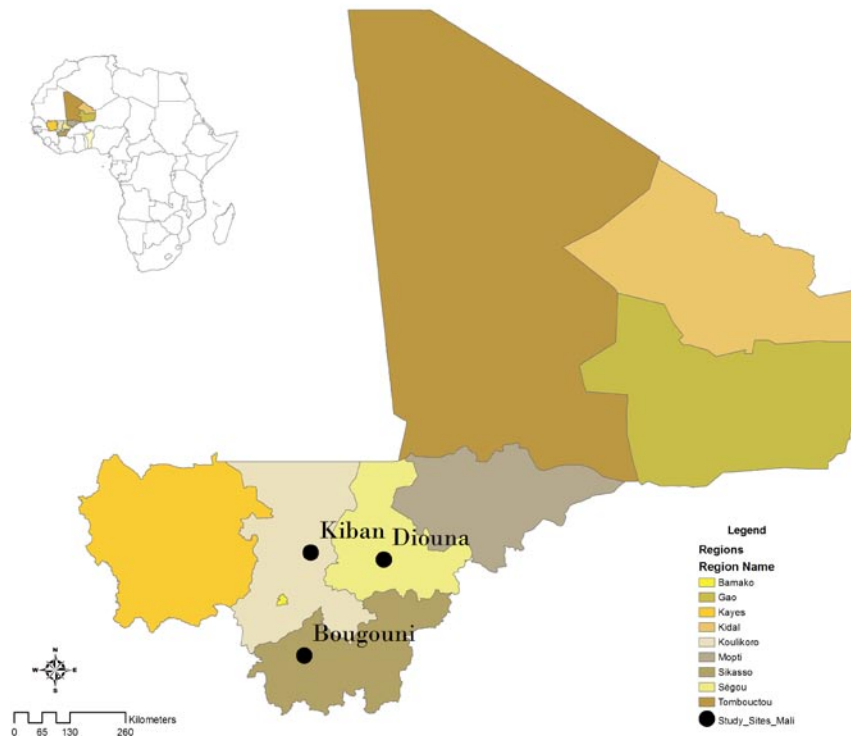 Kiban
Diouna
Bougouni
Legend
Regions
Region Name
Bamako
Gao
Kayes
Kidal
Koulikoro
Mopti
Sikasso
Ségou
Tombouctou
Study_Sites_Mali
N
W E
S
Kilometers
0 65 130 260